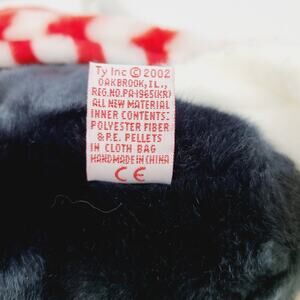 Ty Inc © 2002
OAKBROOK, IL.,
REG. NO. PA-1965(KR)
ALL NEW MATERIAL
INNER CONTENTS:
POLYESTER FIBER
& P.E. PELLETS
IN CLOTH BAG
HANDMADE IN CHINA
CE